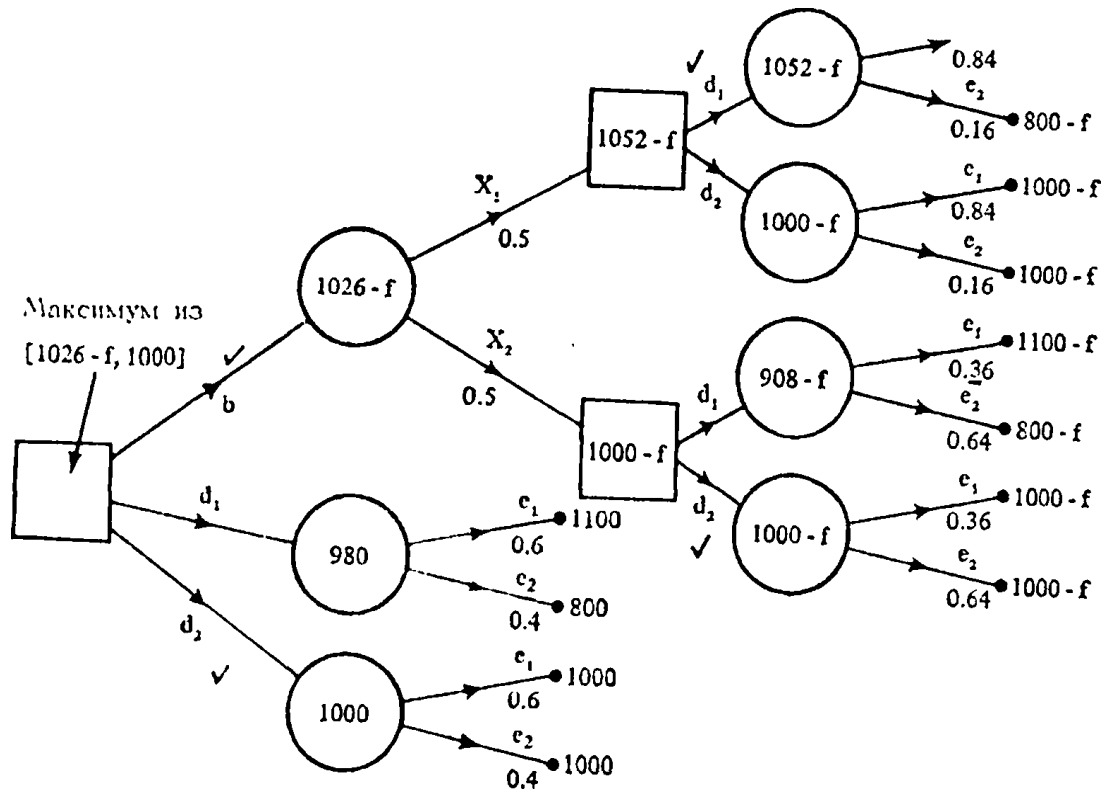 0.84
1052 - f
d₁
e₂
0.16
800 - f
1052 - f
d₂
e₁
1000 - f
X₁
0.5
1000 - f
0.84
e₂
0.16
1000 - f
1026 - f
Максимум из
[1026 - f, 1000]
b
X₂
0.5
e₁
1100 - f
0.36
908 - f
d₁
e₂
0.64
800 - f
1000 - f
d₂
e₁
1000 - f
0.36
1000 - f
e₂
0.64
1000 - f
d₁
980
e₁
1100
0.6
e₂
800
0.4
d₂
1000
e₁
1000
0.6
e₂
1000
0.4